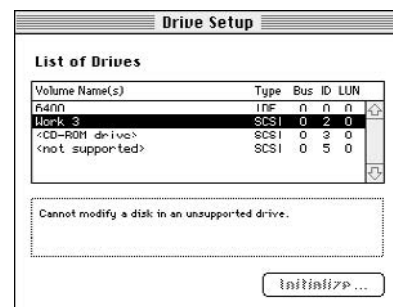 Drive Setup
List of Drives
Volume Name(s) Type Bus ID LUN
6400 IDE 0 0 0
Work 3 SCSI 0 2 0
<CD-ROM drive> SCSI 0 3 0
<not supported> SCSI 0 5 0
Cannot modify a disk in an unsupported drive.
Initialize ...